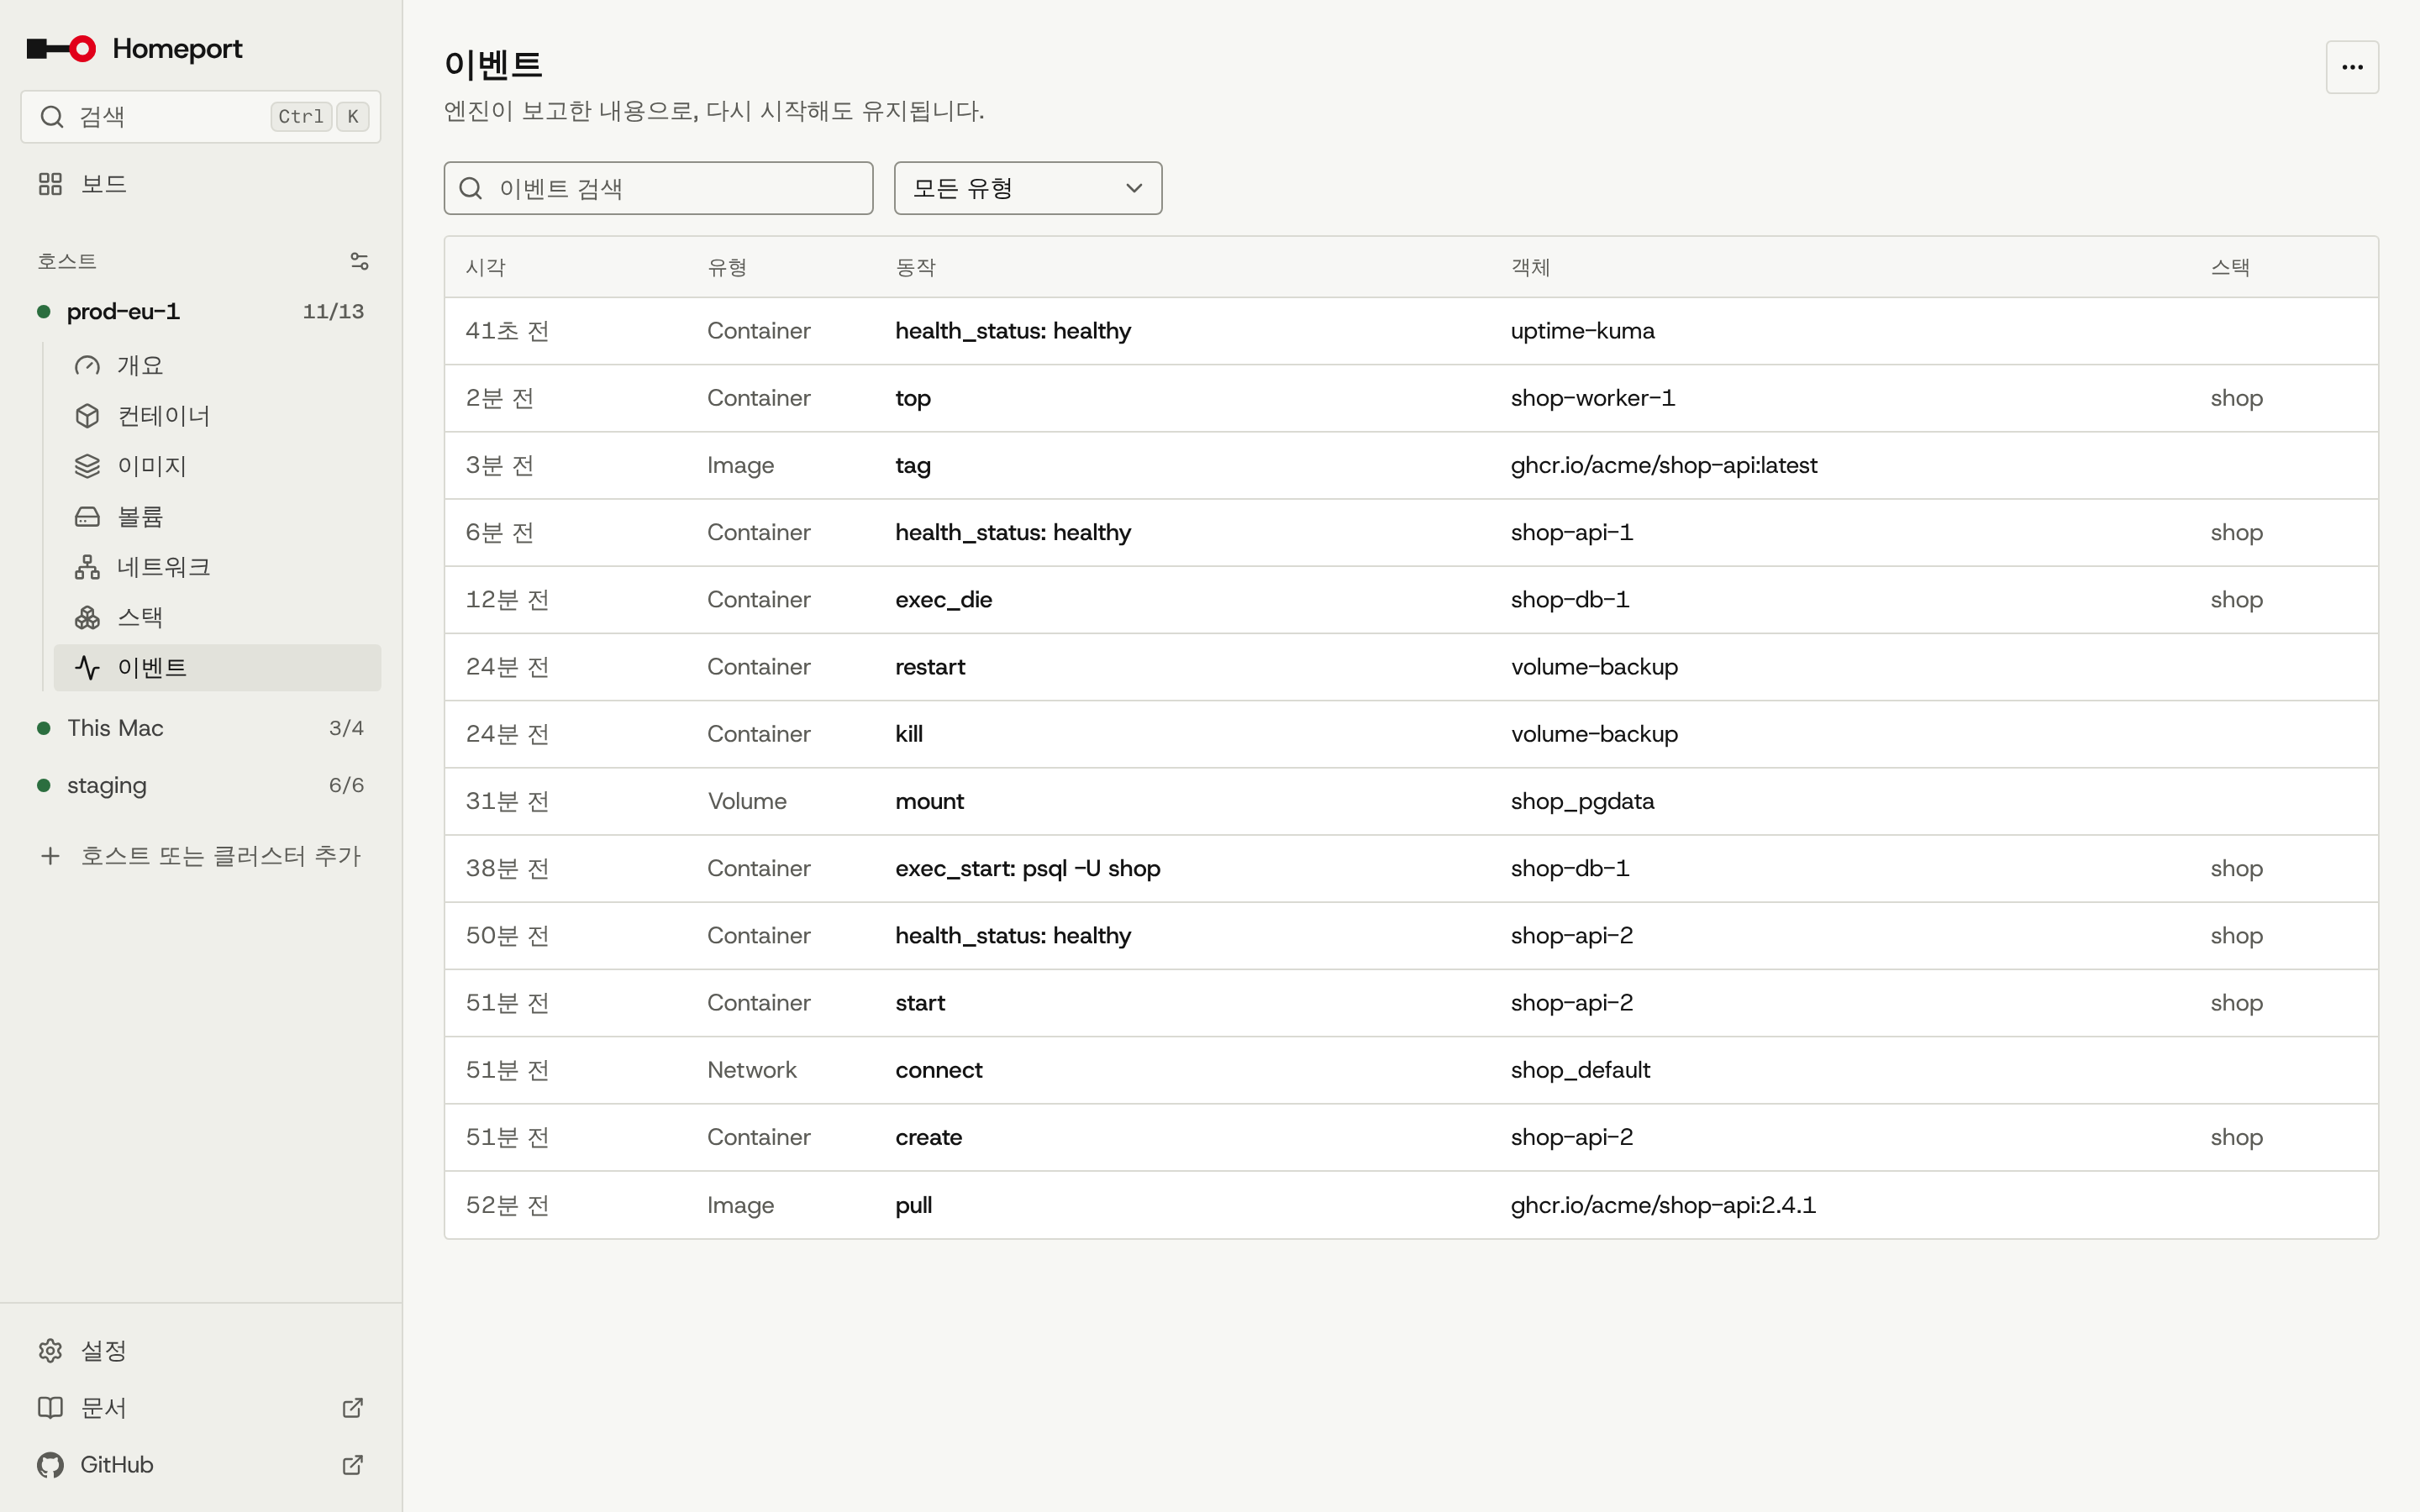 Homeport
검색 Ctrl K
보드
호스트
prod-eu-1 11/13
개요
컨테이너
이미지
볼륨
네트워크
스택
이벤트
This Mac 3/4
staging 6/6
호스트 또는 클러스터 추가
설정
문서
GitHub
이벤트
엔진이 보고한 내용으로, 다시 시작해도 유지됩니다.
이벤트 검색 모든 유형
시각 유형 동작 객체 스택
41초 전 Container health_status: healthy uptime-kuma
2분 전 Container top shop-worker-1 shop
3분 전 Image tag ghcr.io/acme/shop-api:latest
6분 전 Container health_status: healthy shop-api-1 shop
12분 전 Container exec_die shop-db-1 shop
24분 전 Container restart volume-backup
24분 전 Container kill volume-backup
31분 전 Volume mount shop_pgdata
38분 전 Container exec_start: psql -U shop shop-db-1 shop
50분 전 Container health_status: healthy shop-api-2 shop
51분 전 Container start shop-api-2 shop
51분 전 Network connect shop_default
51분 전 Container create shop-api-2 shop
52분 전 Image pull ghcr.io/acme/shop-api:2.4.1